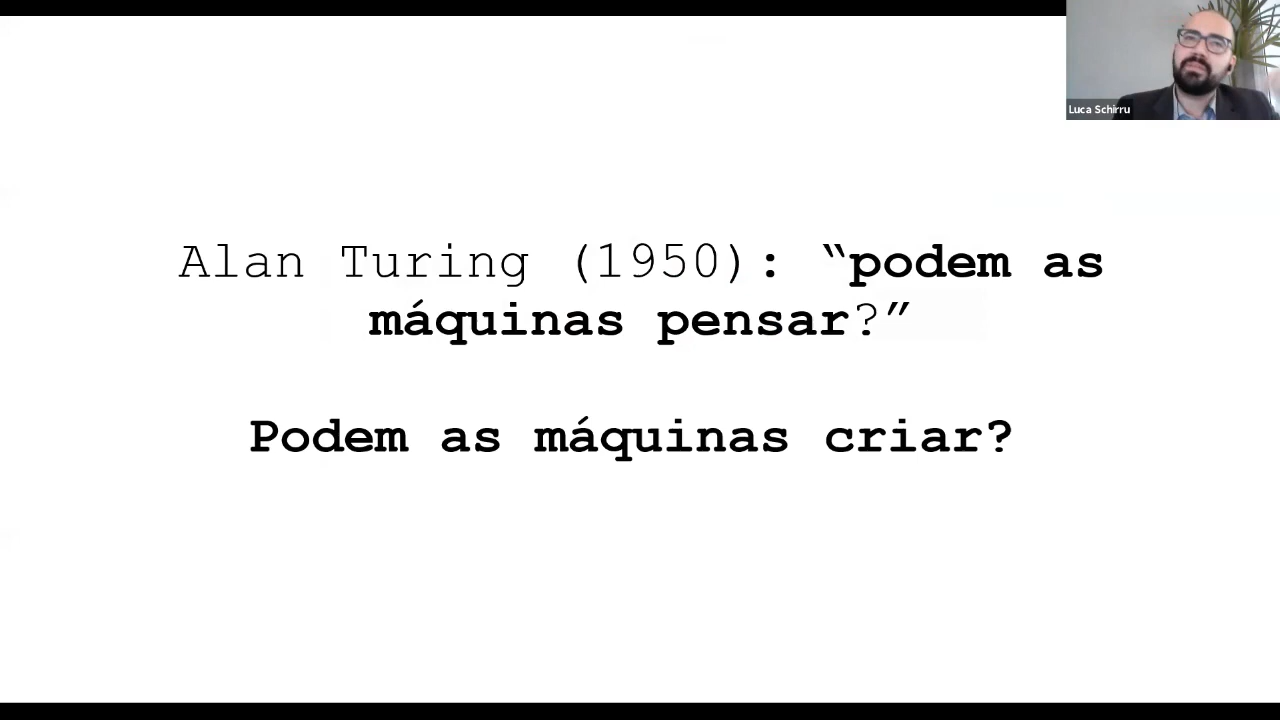 Luca Schirru
Alan Turing (1950): “podem as
máquinas pensar?”
Podem as máquinas criar?